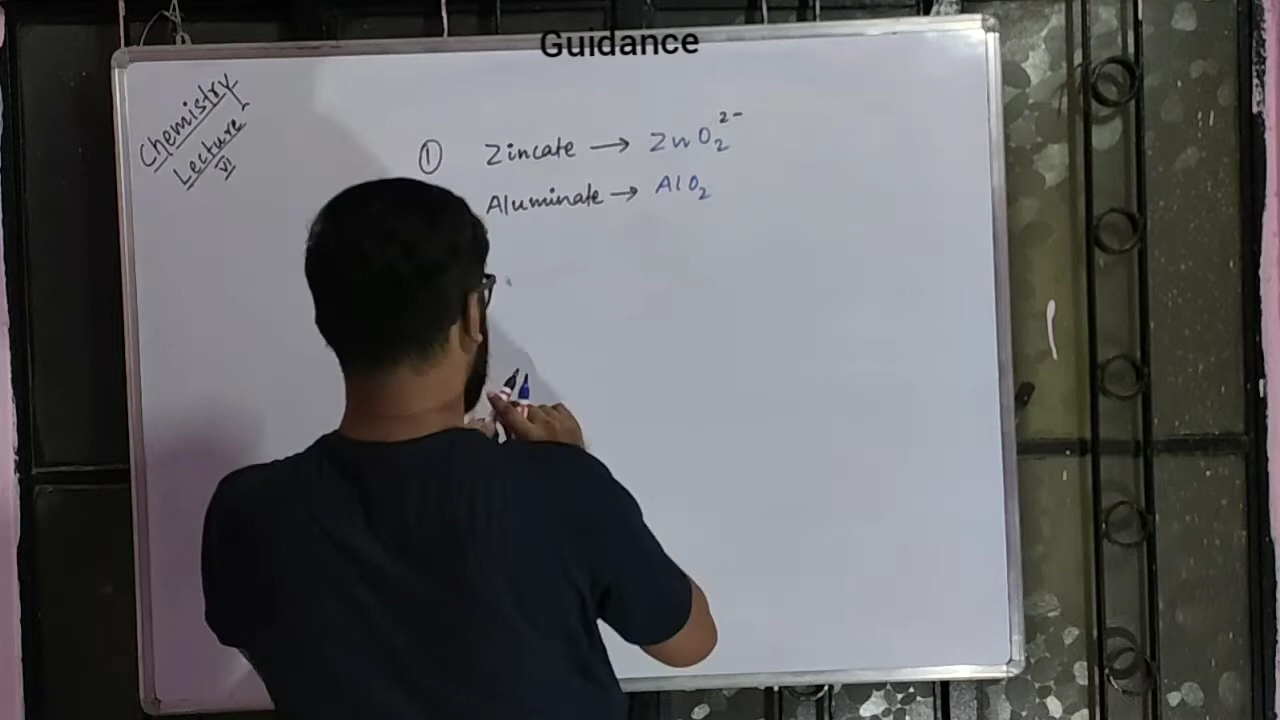 Guidance
Chemistry
Lecture
VI
① Zincate → ZnO₂²⁻
Aluminate → AlO₂